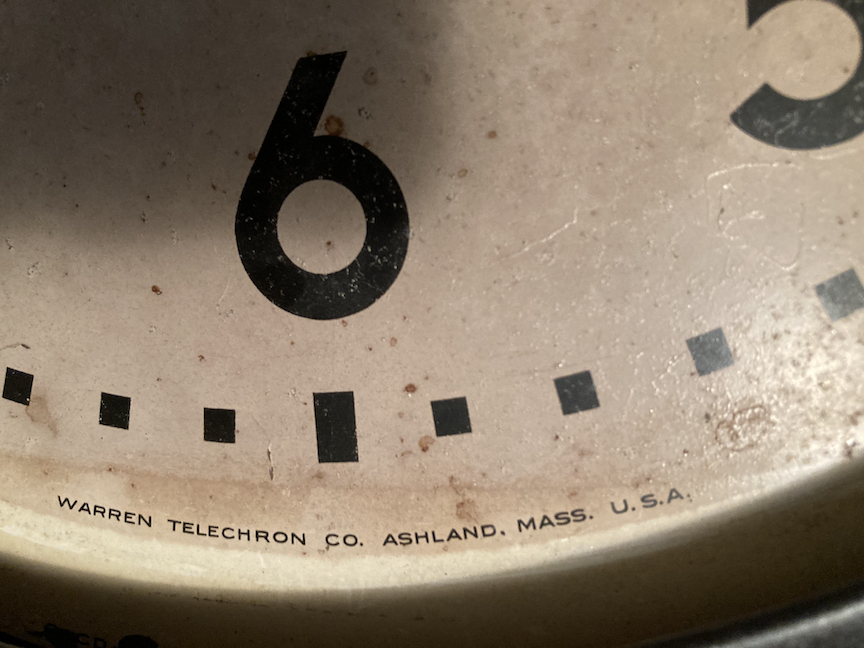 6
5
WARREN TELECHRON CO. ASHLAND, MASS. U.S.A.